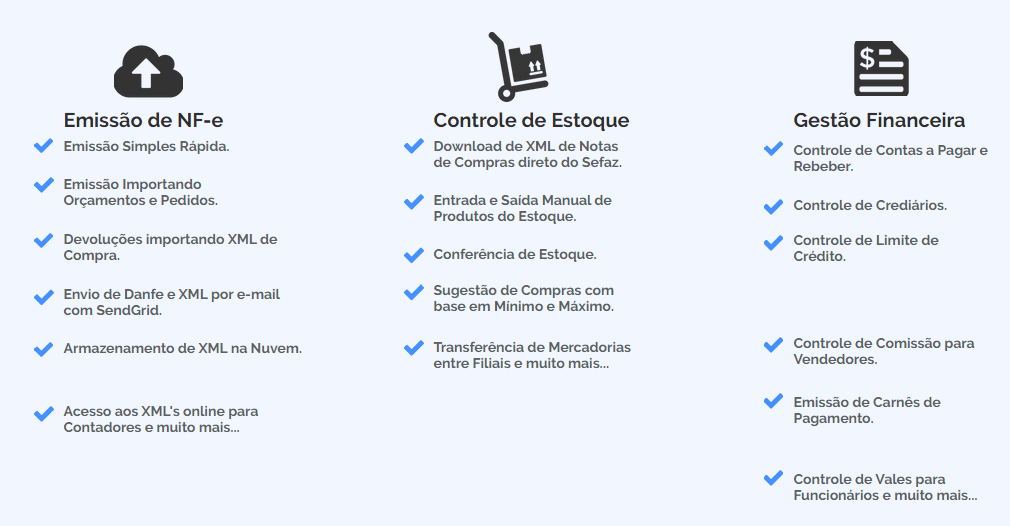 Emissão de NF-e
Emissão Simples Rápida.
Emissão Importando
Orçamentos e Pedidos.
Devoluções importando XML de
Compra.
Envio de Danfe e XML por e-mail
com SendGrid.
Armazenamento de XML na Nuvem.
Acesso aos XML's online para
Contadores e muito mais...
Controle de Estoque
Download de XML de Notas
de Compras direto do Sefaz.
Entrada e Saída Manual de
Produtos do Estoque.
Conferência de Estoque.
Sugestão de Compras com
base em Mínimo e Máximo.
Transferência de Mercadorias
entre Filiais e muito mais...
$
Gestão Financeira
Controle de Contas a Pagar e
Rebeber.
Controle de Crediários.
Controle de Limite de
Crédito.
Controle de Comissão para
Vendedores.
Emissão de Carnês de
Pagamento.
Controle de Vales para
Funcionários e muito mais...